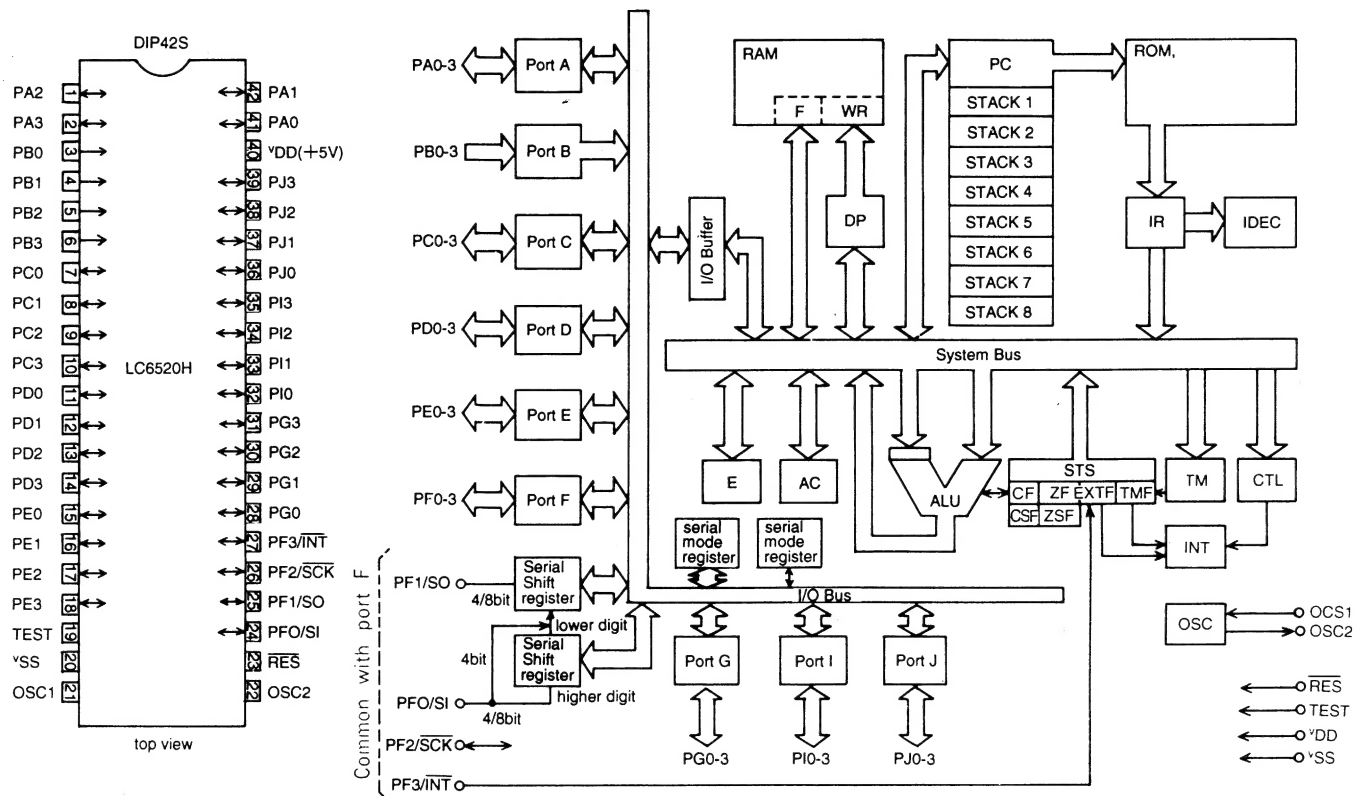 DIP42S
PA2 1 42 PA1
PA3 2 41 PA0
PB0 3 40 VDD(+5V)
PB1 4 39 PJ3
PB2 5 38 PJ2
PB3 6 37 PJ1
PC0 7 36 PJ0
PC1 8 35 PI3
PC2 9 34 PI2
PC3 10 33 PI1
LC6520H
PD0 11 32 PI0
PD1 12 31 PG3
PD2 13 30 PG2
PD3 14 29 PG1
PE0 15 28 PG0
PE1 16 27 PF3/INT
PE2 17 26 PF2/SCK
PE3 18 25 PF1/SO
TEST 19 24 PFO/SI
VSS 20 23 RES
OSC1 21 22 OSC2
top view
PA0-3 Port A
PB0-3 Port B
PC0-3 Port C
PD0-3 Port D
PE0-3 Port E
PF0-3 Port F
Common with port F
PF1/SO
4/8bit
Serial
Shift
register
lower digit
4bit
Serial
Shift
register
higher digit
PFO/SI
4/8bit
PF2/SCK
PF3/INT
I/O Buffer
RAM
F WR
DP
PC
STACK 1
STACK 2
STACK 3
STACK 4
STACK 5
STACK 6
STACK 7
STACK 8
ROM,
IR
IDEC
System Bus
E
AC
ALU
STS
CF ZF EXTF TMF
CSF ZSF
TM
CTL
INT
serial
mode
register
serial
mode
register
I/O Bus
Port G
Port I
Port J
PG0-3
PI0-3
PJ0-3
OSC
OCS1
OSC2
RES
TEST
VDD
VSS